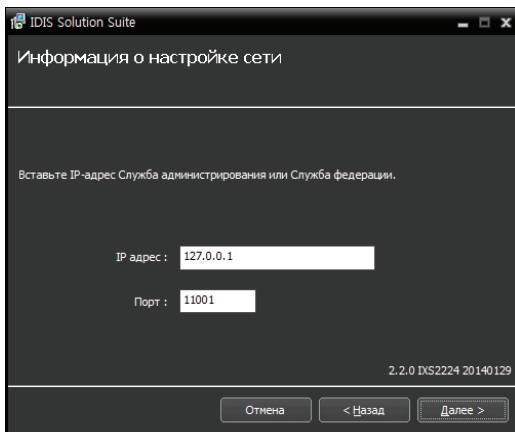 IDIS Solution Suite
Информация о настройке сети
Вставьте IP-адрес Служба администрирования или Служба федерации.
IP адрес : 127.0.0.1
Порт : 11001
2.2.0 IXS2224 20140129
Отмена < Назад Далее >